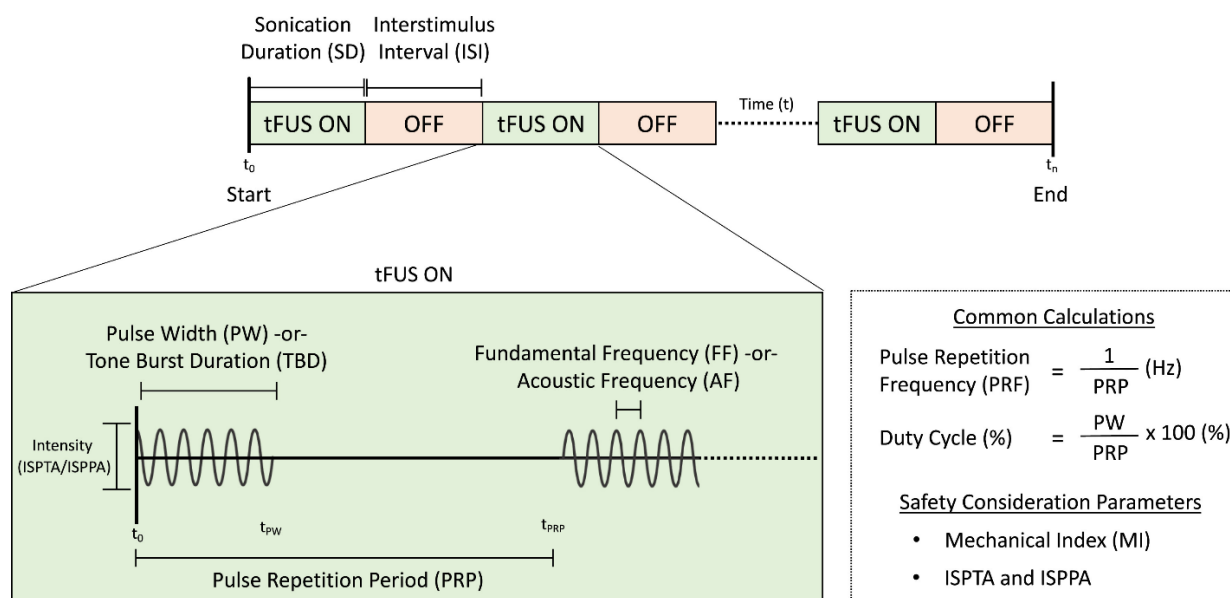 Sonication
Duration (SD)
Interstimulus
Interval (ISI)
tFUS ON
OFF
tFUS ON
OFF
Time (t)
tFUS ON
OFF
t0
tn
Start
End
tFUS ON
Pulse Width (PW) -or-
Tone Burst Duration (TBD)
Fundamental Frequency (FF) -or-
Acoustic Frequency (AF)
Intensity
(ISPTA/ISPPA)
t0
tPW
tPRP
Pulse Repetition Period (PRP)
Common Calculations
Pulse Repetition
Frequency (PRF)
=
1
PRP
(Hz)
Duty Cycle (%)
=
PW
PRP
x 100 (%)
Safety Consideration Parameters
• Mechanical Index (MI)
• ISPTA and ISPPA